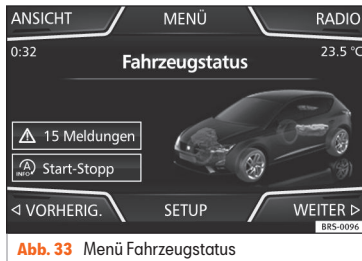 ANSICHT MENÜ RADIO
0:32 23.5 °C
Fahrzeugstatus
15 Meldungen
A INFO Start-Stopp
◁ VORHERIG. SETUP WEITER ▷
BRS-0096
Abb. 33 Menü Fahrzeugstatus